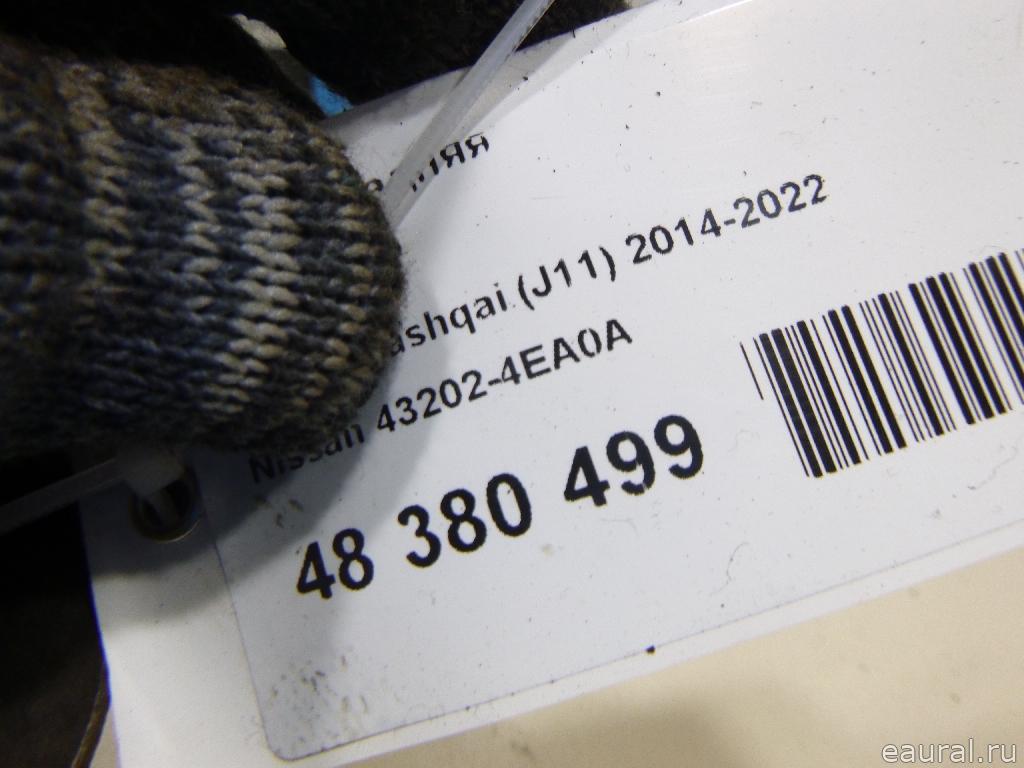 ashqai (J11) 2014-2022
Nissan 43202-4EA0A
48 380 499
eaural.ru